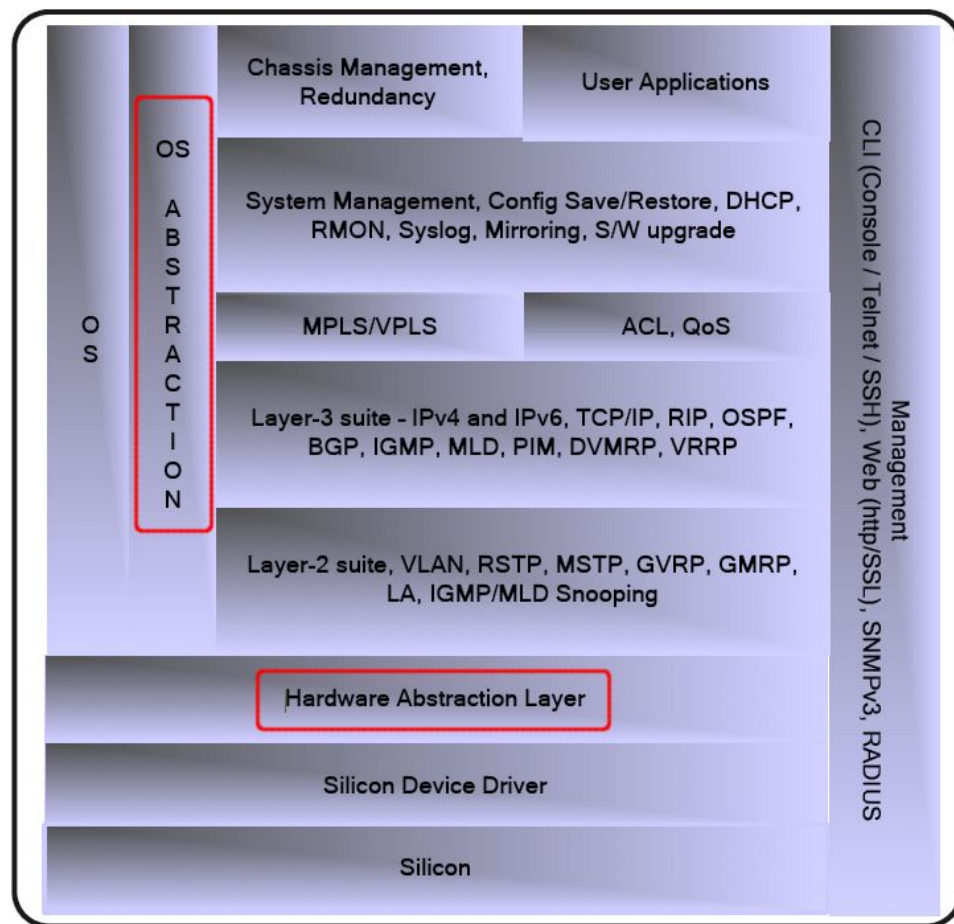 Chassis Management,
Redundancy
User Applications
OS
ABSTRACTION
OS
System Management, Config Save/Restore, DHCP,
RMON, Syslog, Mirroring, S/W upgrade
MPLS/VPLS
ACL, QoS
Layer-3 suite - IPv4 and IPv6, TCP/IP, RIP, OSPF,
BGP, IGMP, MLD, PIM, DVMRP, VRRP
Layer-2 suite, VLAN, RSTP, MSTP, GVRP, GMRP,
LA, IGMP/MLD Snooping
Hardware Abstraction Layer
Silicon Device Driver
Silicon
Management
CLI (Console / Telnet / SSH), Web (http/SSL), SNMPv3, RADIUS